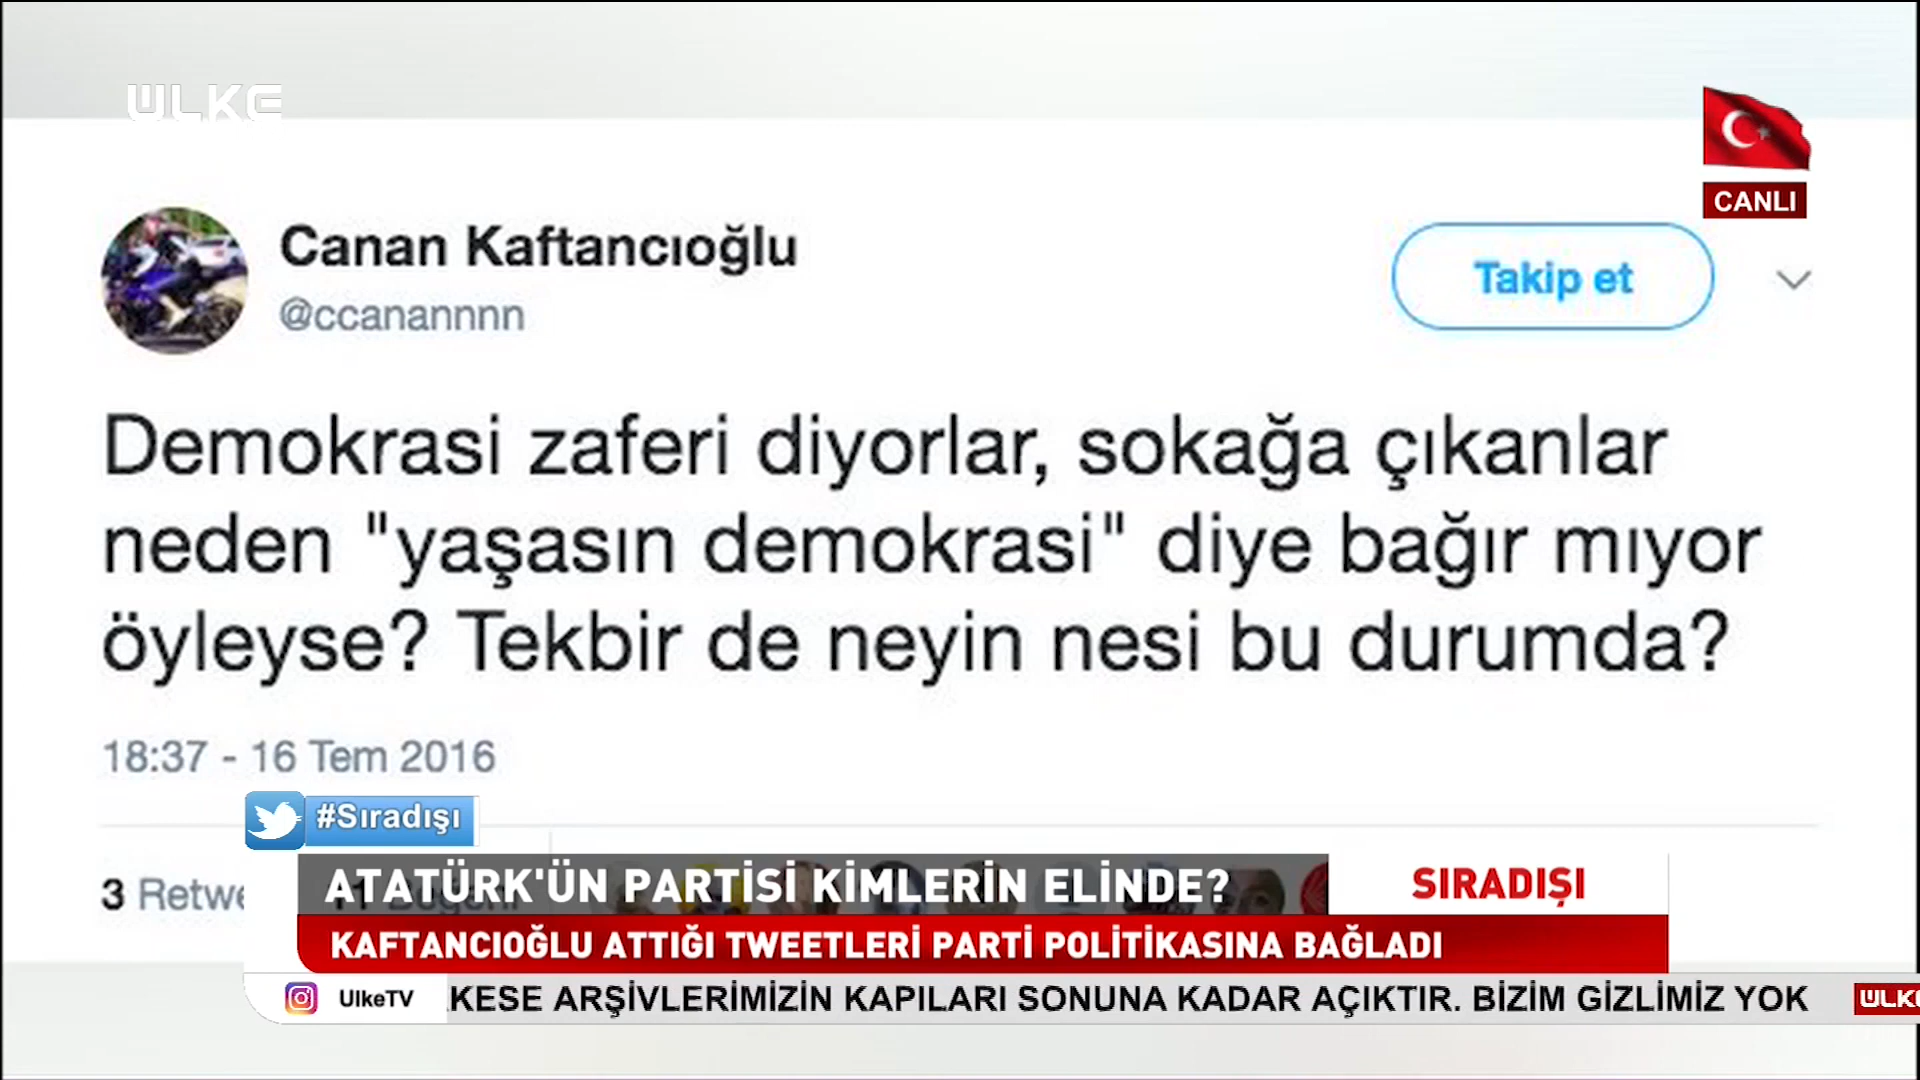 ULKE
CANLI
Canan Kaftancıoğlu
@ccanannnn
Takip et
Demokrasi zaferi diyorlar, sokağa çıkanlar
neden "yaşasın demokrasi" diye bağır mıyor
öyleyse? Tekbir de neyin nesi bu durumda?
18:37 - 16 Tem 2016
#Sıradışı
3 Retwe
ATATÜRK'ÜN PARTİSİ KİMLERİN ELİNDE?
SIRADIŞI
KAFTANCIOĞLU ATTIĞI TWEETLERİ PARTİ POLİTİKASINA BAĞLADI
UlkeTV
LKESE ARŞİVLERİMİZİN KAPILARI SONUNA KADAR AÇIKTIR. BİZİM GİZLİMİZ YOK
ULKE